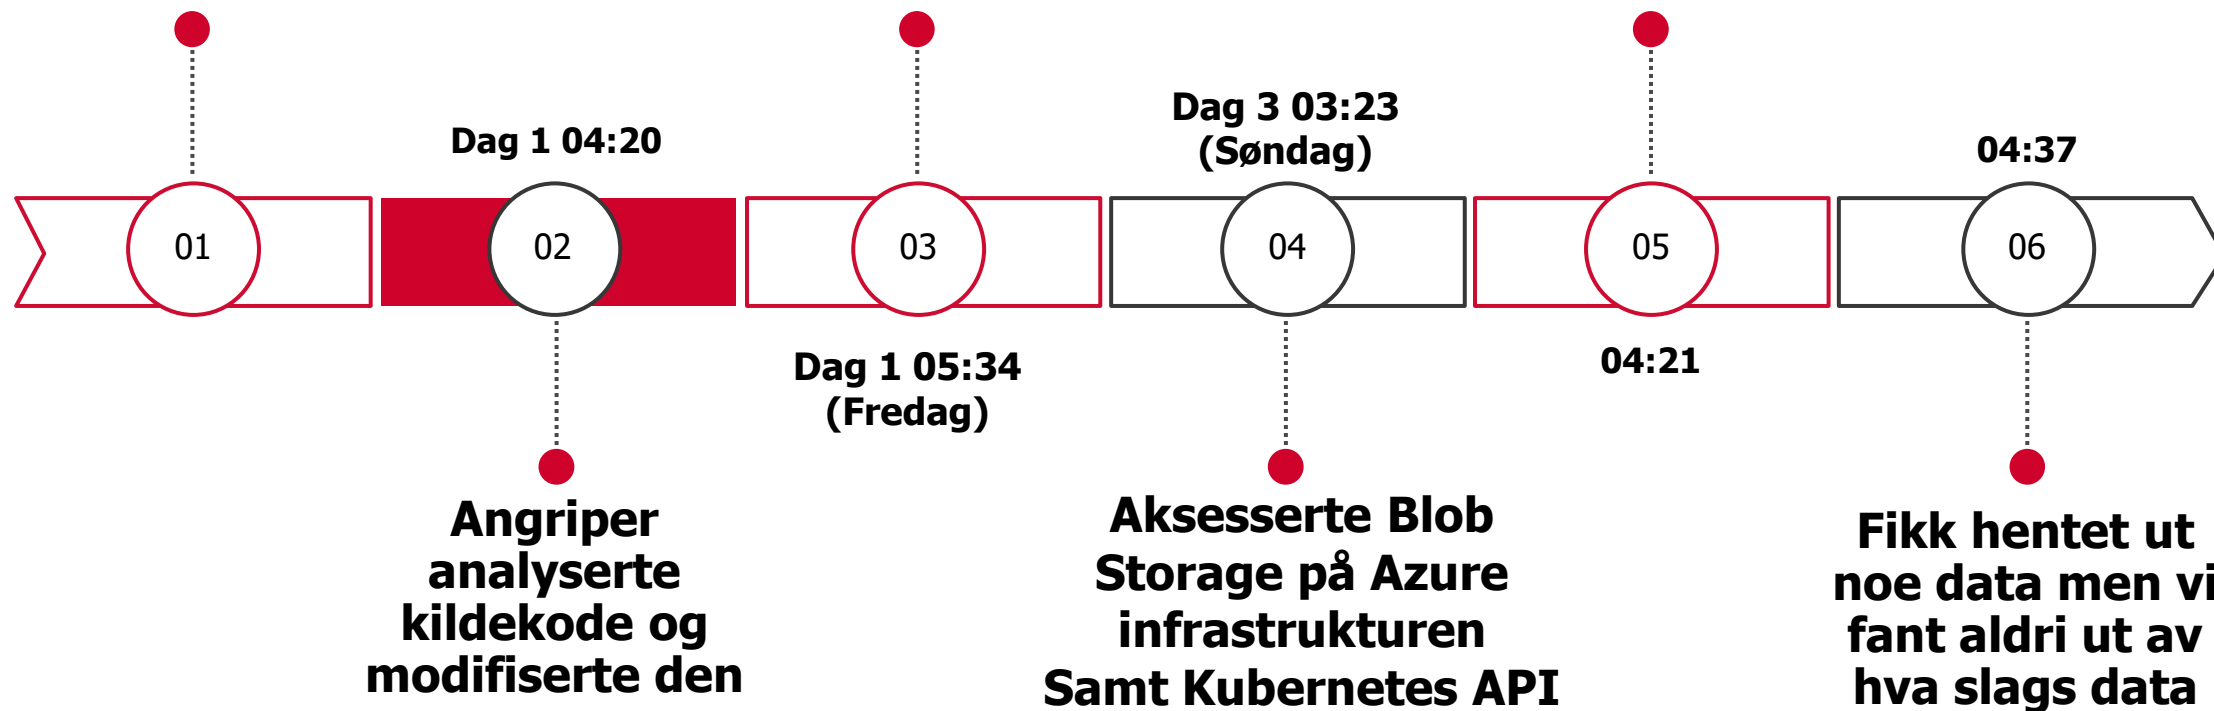 Dag 1 04:20
Dag 3 03:23
(Søndag)
04:37
01
02
03
04
05
06
Dag 1 05:34
(Fredag)
04:21
Angriper
analyserte
kildekode og
modifiserte den
Aksesserte Blob
Storage på Azure
infrastrukturen
Samt Kubernetes API
Fikk hentet ut
noe data men vi
fant aldri ut av
hva slags data